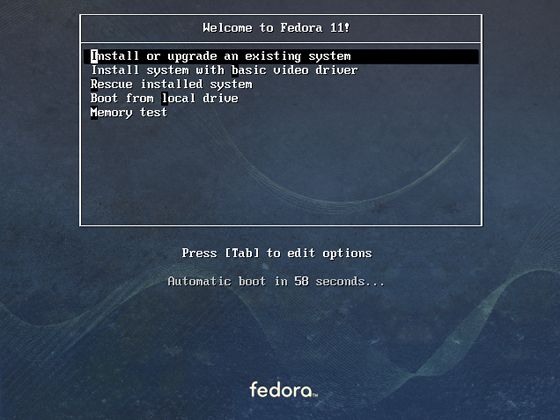 Welcome to Fedora 11!
Install or upgrade an existing system
Install system with basic video driver
Rescue installed system
Boot from local drive
Memory test
Press [Tab] to edit options
Automatic boot in 58 seconds...
fedora™